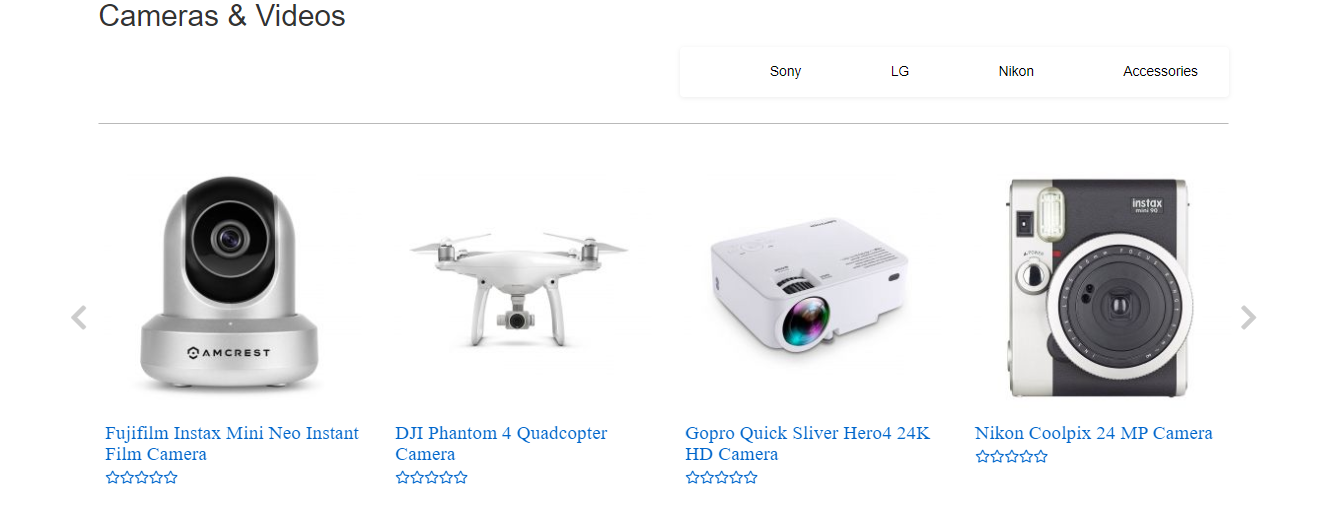 Cameras & Videos
Sony LG Nikon Accessories
AMCREST
instax
mini 90
Fujifilm Instax Mini Neo Instant
Film Camera
DJI Phantom 4 Quadcopter
Camera
Gopro Quick Sliver Hero4 24K
HD Camera
Nikon Coolpix 24 MP Camera